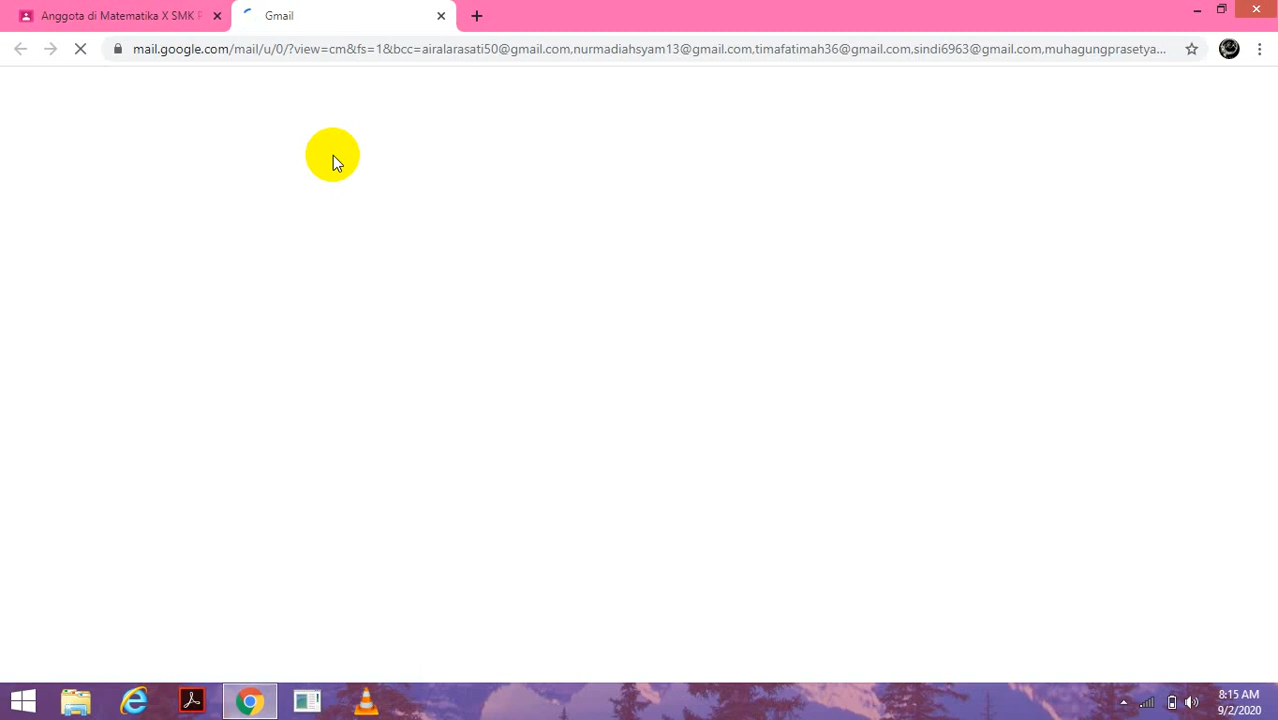 Anggota di Matematika X SMK
Gmail
mail.google.com/mail/u/0/?view=cm&fs=1&bcc=airalarasati50@gmail.com,nurmadiahsyam13@gmail.com,timafatimah36@gmail.com,sindi6963@gmail.com,muhagungprasetya...
8:15 AM
9/2/2020